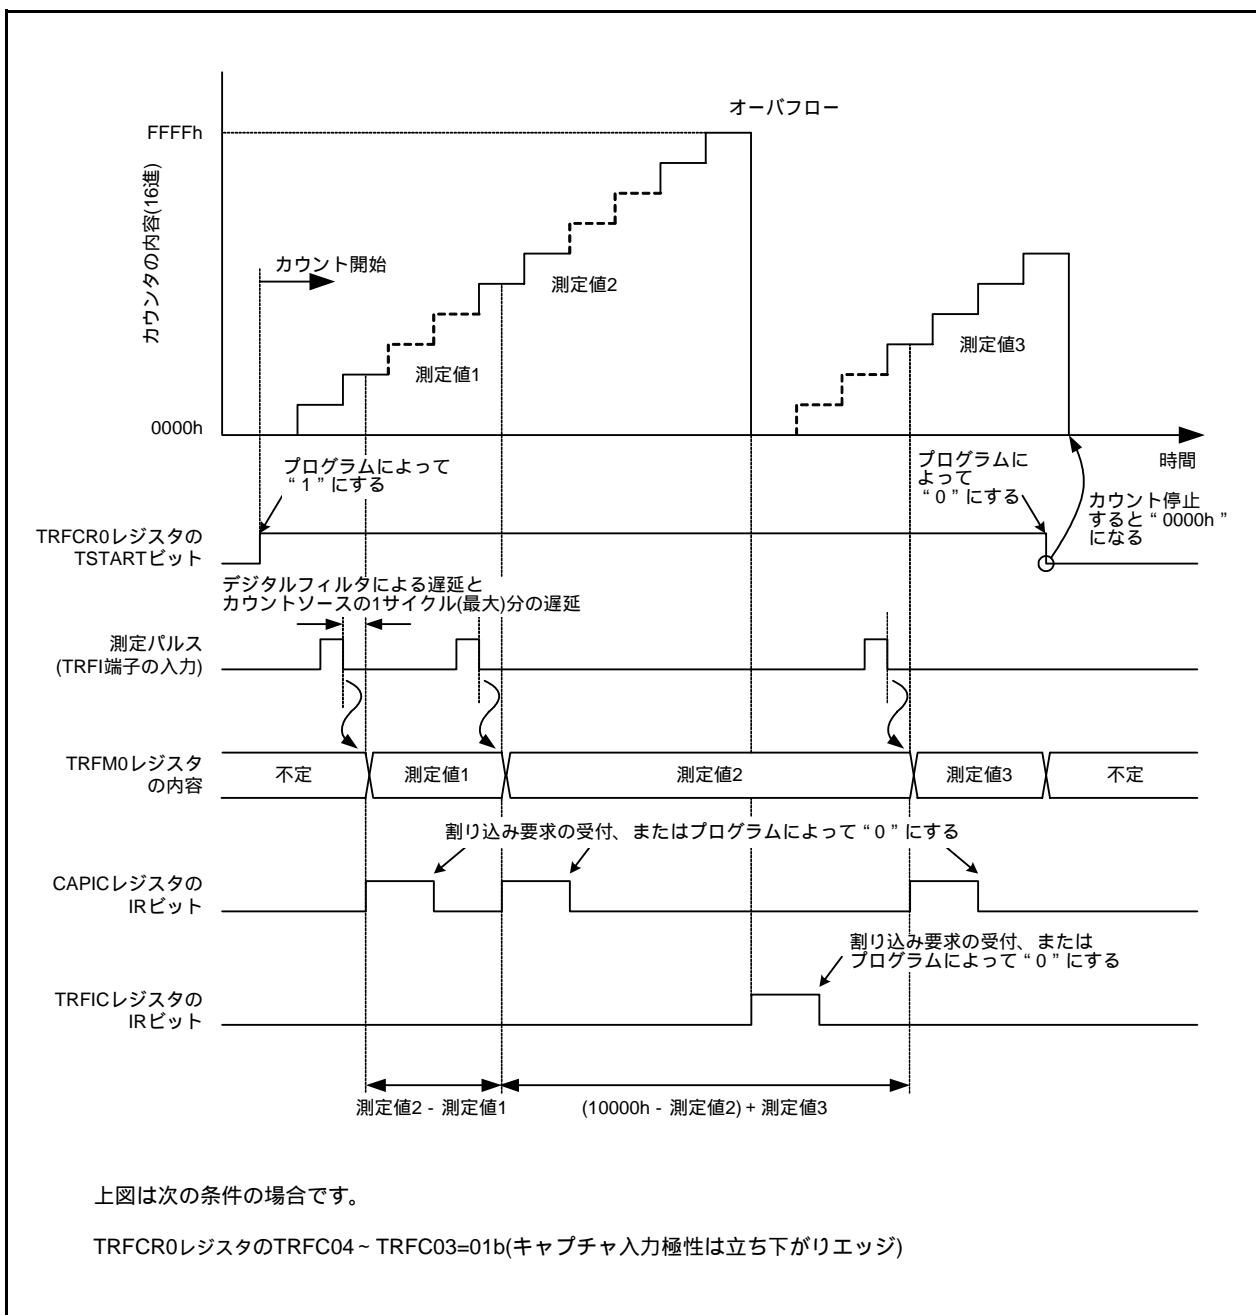 オーバフロー
FFFFh
カウンタの内容(16進)
カウント開始
測定値2
測定値1
測定値3
0000h
時間
プログラムによって
“ 1 ” にする
プログラムに
よって
“ 0 ” にする
カウント停止
すると “ 0000h ”
になる
TRFCR0レジスタの
TSTARTビット
デジタルフィルタによる遅延と
カウントソースの1サイクル(最大)分の遅延
測定パルス
(TRFI端子の入力)
TRFM0レジスタ
の内容
不定
測定値1
測定値2
測定値3
不定
割り込み要求の受付、またはプログラムによって “ 0 ” にする
CAPICレジスタの
IRビット
割り込み要求の受付、または
プログラムによって “ 0 ” にする
TRFICレジスタの
IRビット
測定値2 - 測定値1
(10000h - 測定値2) + 測定値3
上図は次の条件の場合です。
TRFCR0レジスタのTRFC04 ~ TRFC03=01b(キャプチャ入力極性は立ち下がりエッジ)